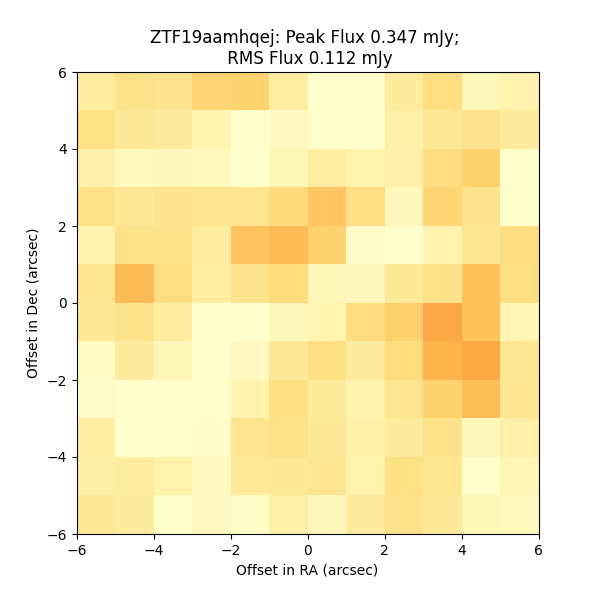 ZTF19aamhqej: Peak Flux 0.347 mJy;
RMS Flux 0.112 mJy
6
4
2
0
−2
−4
−6
Offset in Dec (arcsec)
−6 −4 −2 0 2 4 6
Offset in RA (arcsec)